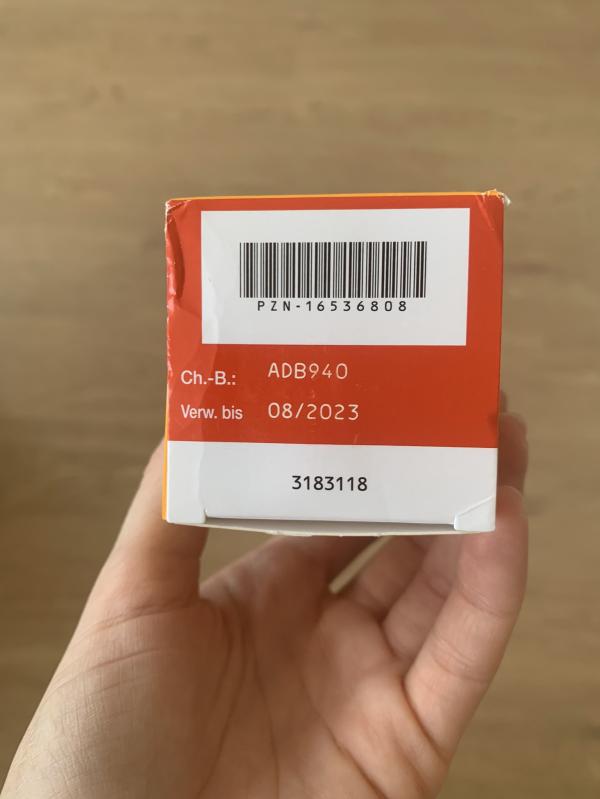 PZN-16536808
Ch.-B.: ADB940
Verw. bis 08/2023
3183118